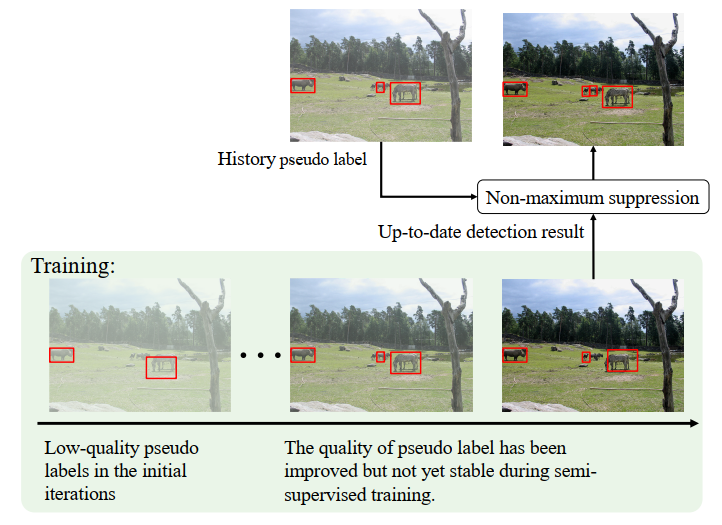 History pseudo label
Non-maximum suppression
Up-to-date detection result
Training:
Low-quality pseudo
labels in the initial
iterations
The quality of pseudo label has been
improved but not yet stable during semi-
supervised training.